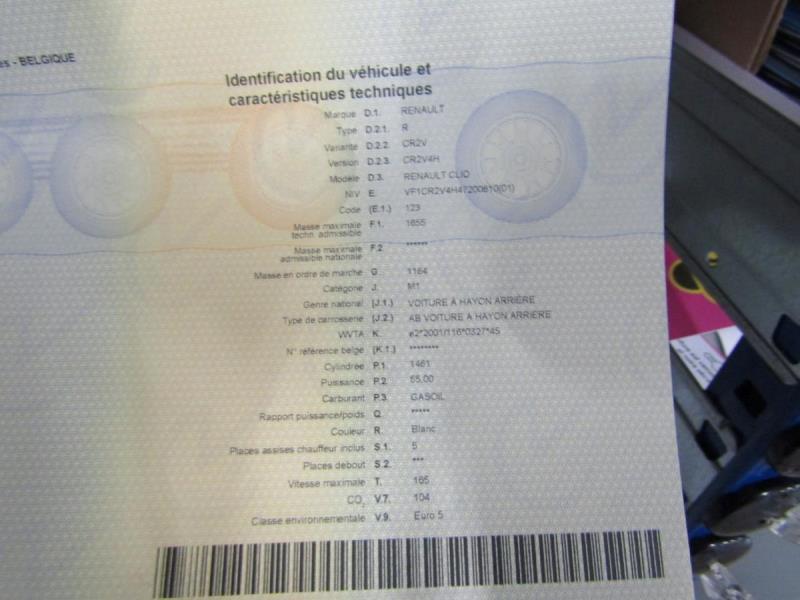 es - BELGIQUE
Identification du véhicule et
caractéristiques techniques
Marque D.1. RENAULT
Type D.2.1. R
Variante D.2.2. CR2V
Version D.2.3. CR2V4H
Modèle D.3. RENAULT CLIO
NIV E. VF1CR2V4H47200610(01)
Code (E.1.) 123
Masse maximale F.1. 1655
techn. admissible
Masse maximale F.2. ******
admissible nationale
Masse en ordre de marche G. 1164
Catégorie J. M1
Genre national (J.1.) VOITURE À HAYON ARRIÈRE
Type de carrosserie (J.2.) AB VOITURE À HAYON ARRIÈRE
WVTA K. e2*2001/116*0327*45
N° référence belge (K.1.) ********
Cylindrée P.1. 1461
Puissance P.2. 55,00
Carburant P.3. GASOIL
Rapport puissance/poids Q. *****
Couleur R. Blanc
Places assises chauffeur inclus S.1. 5
Places debout S.2. ***
Vitesse maximale T. 165
CO₂ V.7. 104
Classe environnementale V.9. Euro 5